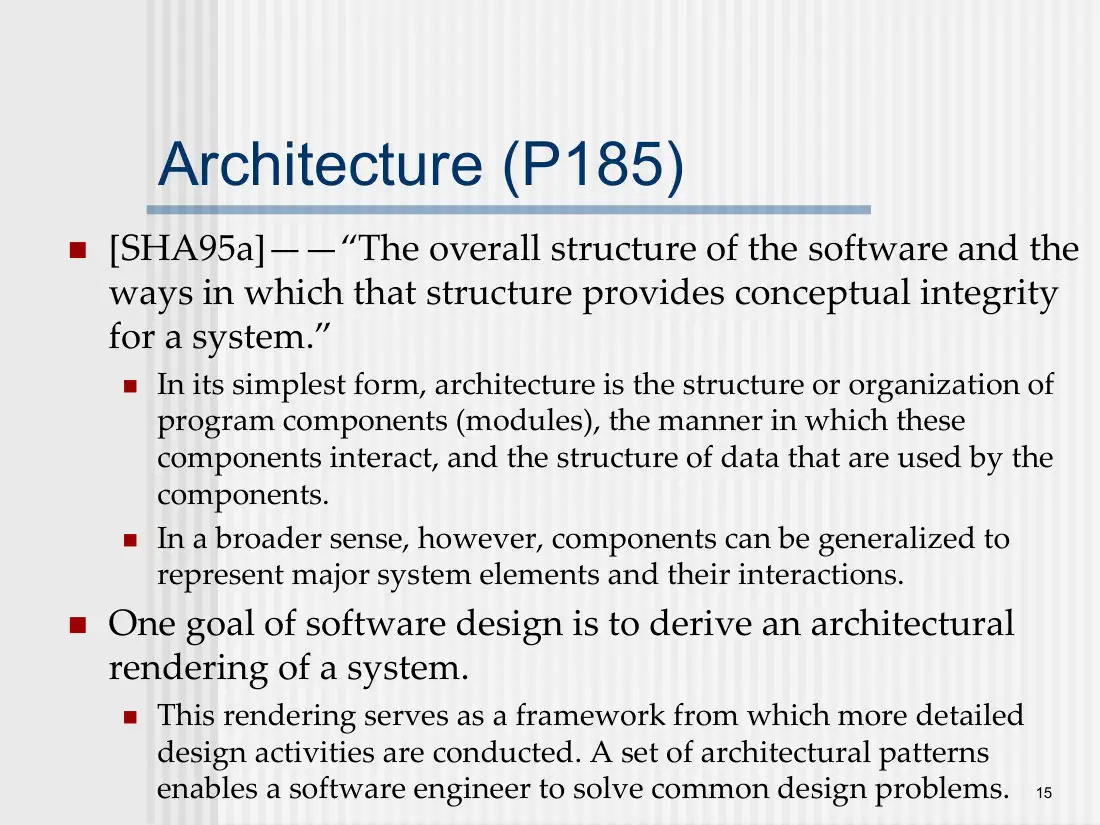 Architecture (P185)
[SHA95a]——“The overall structure of the software and the
ways in which that structure provides conceptual integrity
for a system.”
In its simplest form, architecture is the structure or organization of
program components (modules), the manner in which these
components interact, and the structure of data that are used by the
components.
In a broader sense, however, components can be generalized to
represent major system elements and their interactions.
One goal of software design is to derive an architectural
rendering of a system.
This rendering serves as a framework from which more detailed
design activities are conducted. A set of architectural patterns
enables a software engineer to solve common design problems.
15